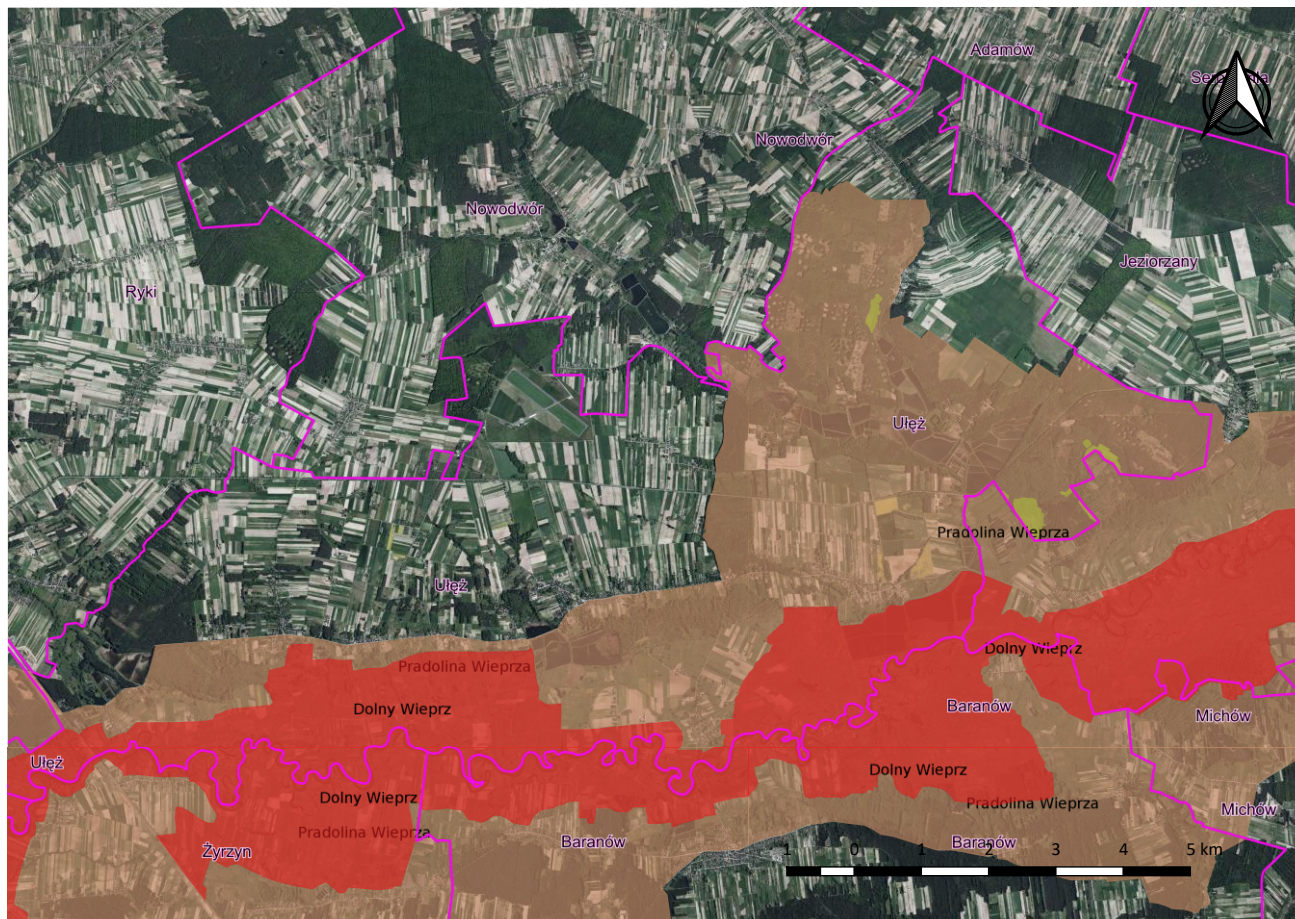 Adamów
Serokomla
Nowodwór
Nowodwór
Jeziorzany
Ryki
Ułęż
Pradolina Wieprza
Ułęż
Dolny Wieprz
Pradolina Wieprza
Dolny Wieprz
Baranów
Michów
Ułęż
Dolny Wieprz
Dolny Wieprz
Pradolina Wieprza
Michów
Pradolina Wieprza
Żyrzyn
Baranów
Baranów
1 0 1 2 3 4 5 km